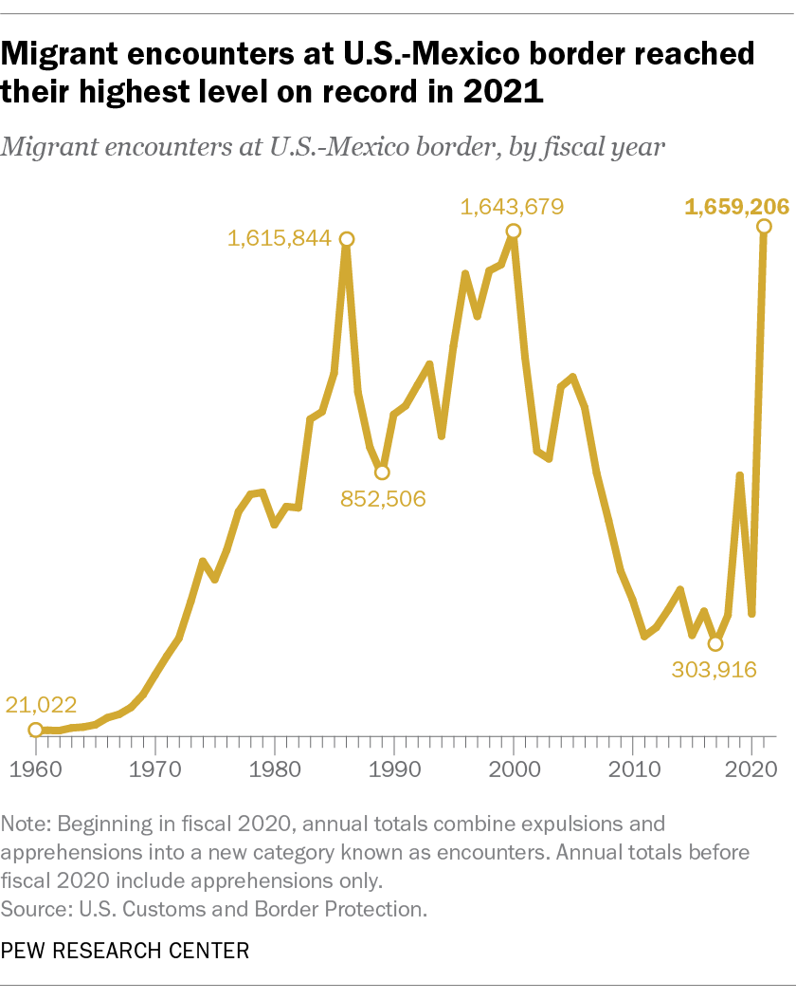 Migrant encounters at U.S.-Mexico border reached
their highest level on record in 2021
Migrant encounters at U.S.-Mexico border, by fiscal year
1,659,206
1,643,679
1,615,844
852,506
303,916
21,022
1960 1970 1980 1990 2000 2010 2020
Note: Beginning in fiscal 2020, annual totals combine expulsions and
apprehensions into a new category known as encounters. Annual totals before
fiscal 2020 include apprehensions only.
Source: U.S. Customs and Border Protection.
PEW RESEARCH CENTER